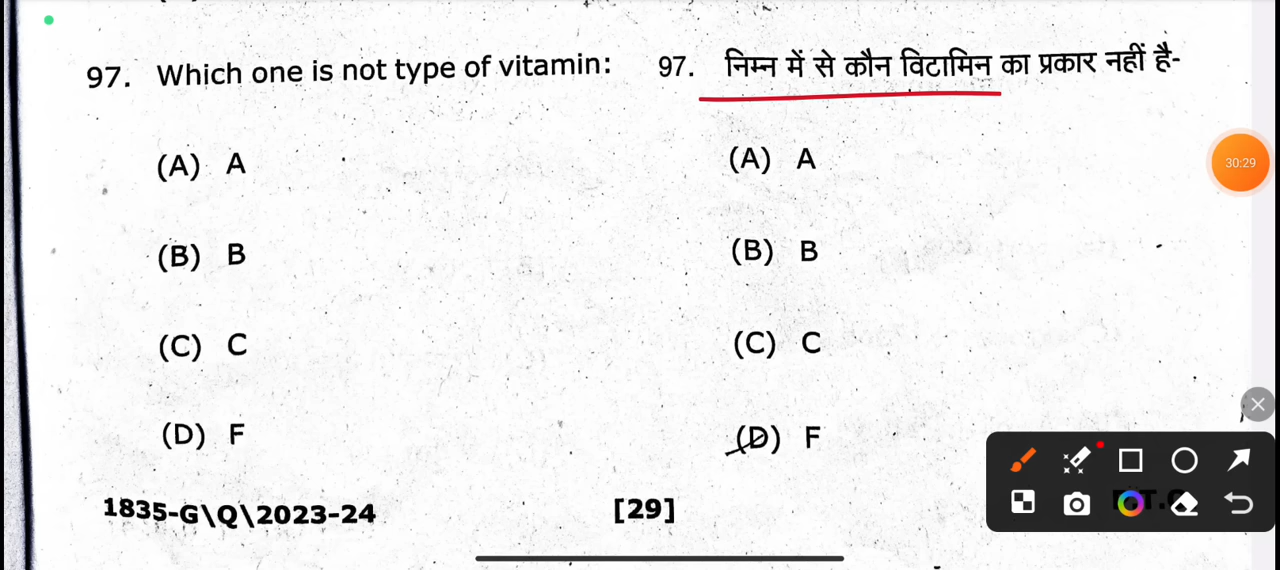 97. Which one is not type of vitamin:
(A) A
(B) B
(C) C
(D) F
97. निम्न में से कौन विटामिन का प्रकार नहीं है-
(A) A
(B) B
(C) C
(D) F
1835-G\Q\2023-24
[29]
30:29